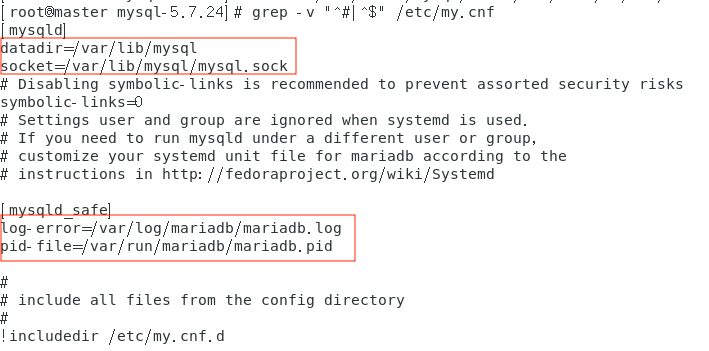 [root@master mysql-5.7.24]# grep -v "^#|^$" /etc/my.cnf
[mysqld]
datadir=/var/lib/mysql
socket=/var/lib/mysql/mysql.sock
# Disabling symbolic-links is recommended to prevent assorted security risks
symbolic-links=0
# Settings user and group are ignored when systemd is used.
# If you need to run mysqld under a different user or group,
# customize your systemd unit file for mariadb according to the
# instructions in http://fedoraproject.org/wiki/Systemd

[mysqld_safe]
log-error=/var/log/mariadb/mariadb.log
pid-file=/var/run/mariadb/mariadb.pid

#
# include all files from the config directory
#
!includedir /etc/my.cnf.d